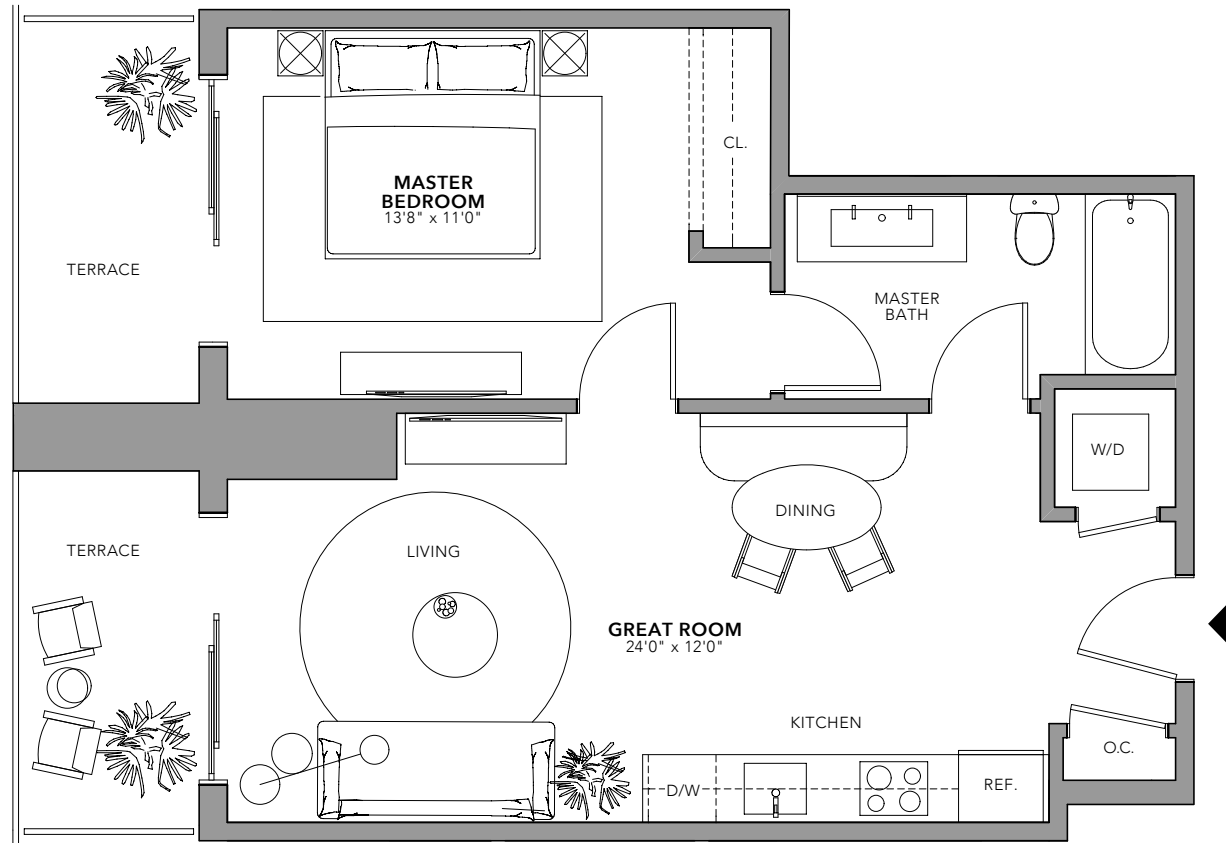 CL.
MASTER
BEDROOM
13'8" x 11'0"
TERRACE
MASTER
BATH
W/D
DINING
TERRACE
LIVING
GREAT ROOM
24'0" x 12'0"
KITCHEN
O.C.
D/W
REF.